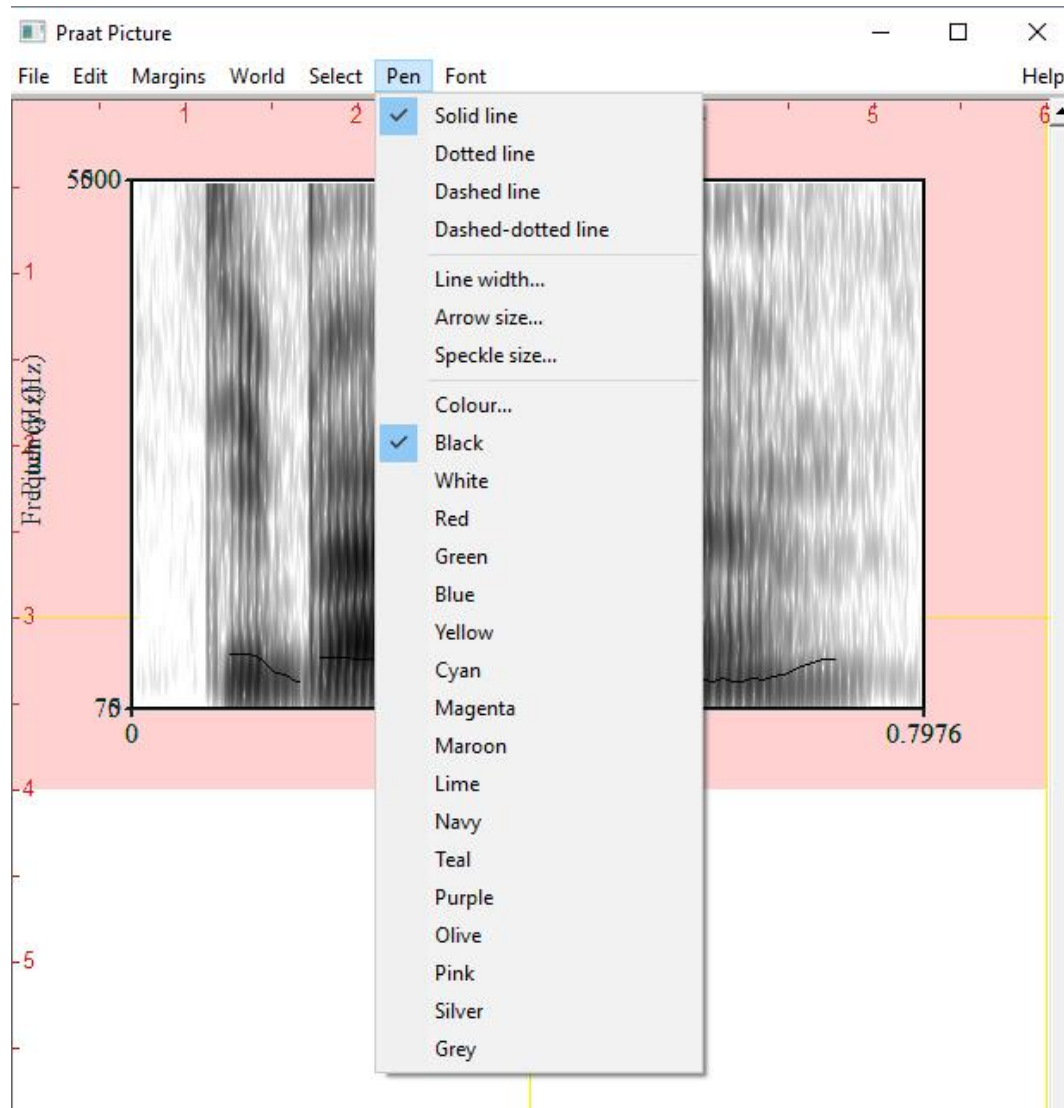 Praat Picture
File Edit Margins World Select Pen Font Help
1 2 5 6
Solid line
Dotted line
Dashed line
Dashed-dotted line
Line width...
Arrow size...
Speckle size...
Colour...
Black
White
Red
Green
Blue
Yellow
Cyan
Magenta
Maroon
Lime
Navy
Teal
Purple
Olive
Pink
Silver
Grey
1
3
4
5
0 0.7976